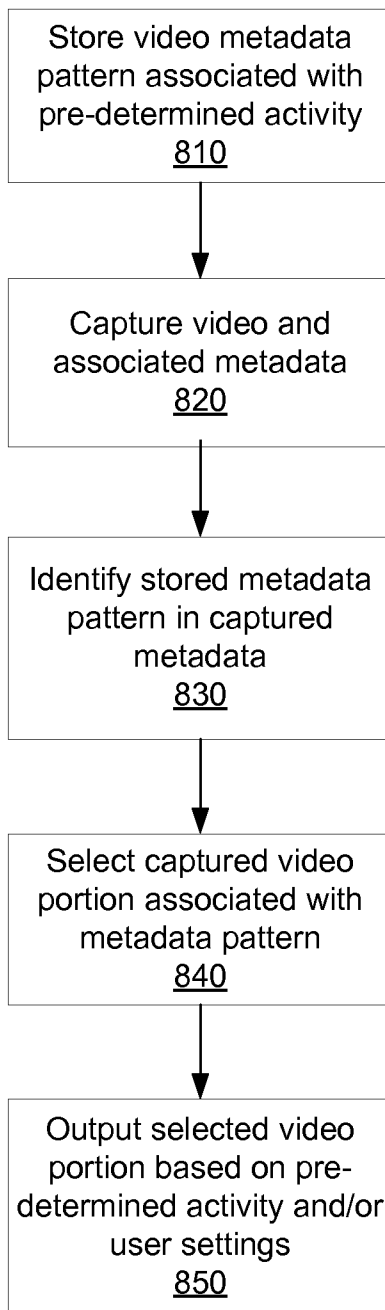 Store video metadata
pattern associated with
pre-determined activity
810
Capture video and
associated metadata
820
Identify stored metadata
pattern in captured
metadata
830
Select captured video
portion associated with
metadata pattern
840
Output selected video
portion based on pre-
determined activity and/or
user settings
850